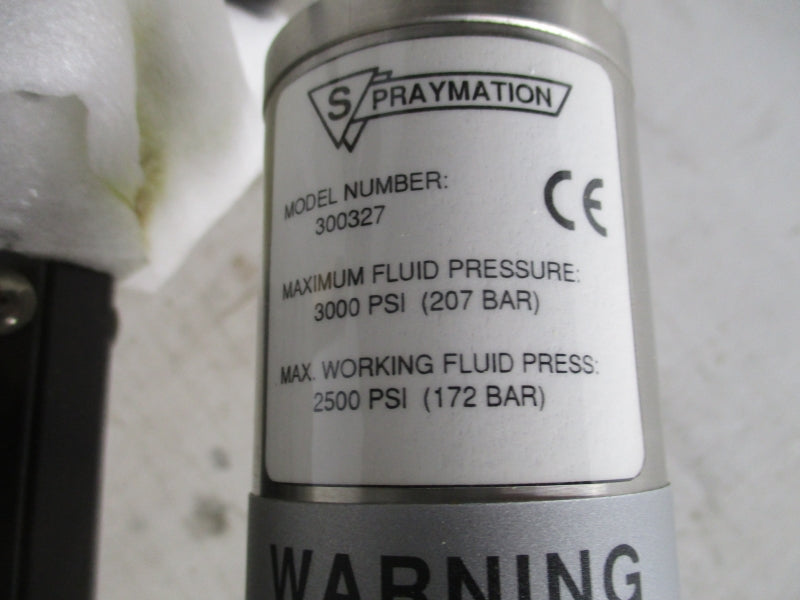 SPRAYMATION
MODEL NUMBER:
300327
CE
MAXIMUM FLUID PRESSURE:
3000 PSI (207 BAR)
MAX. WORKING FLUID PRESS:
2500 PSI (172 BAR)
WARNING